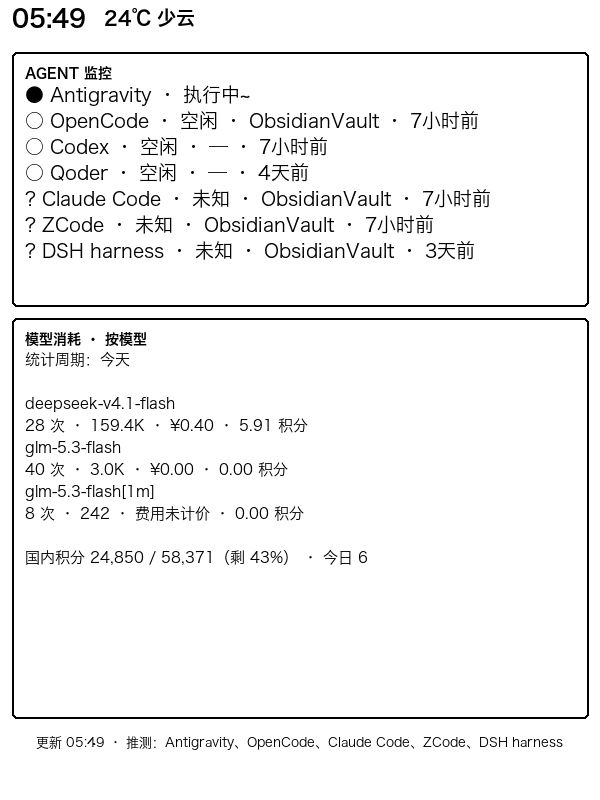 05:49 24℃ 少云
AGENT 监控
● Antigravity · 执行中~
○ OpenCode · 空闲 · ObsidianVault · 7小时前
○ Codex · 空闲 · — · 7小时前
○ Qoder · 空闲 · — · 4天前
? Claude Code · 未知 · ObsidianVault · 7小时前
? ZCode · 未知 · ObsidianVault · 7小时前
? DSH harness · 未知 · ObsidianVault · 3天前
模型消耗 · 按模型
统计周期：今天
deepseek-v4.1-flash
28 次 · 159.4K · ¥0.40 · 5.91 积分
glm-5.3-flash
40 次 · 3.0K · ¥0.00 · 0.00 积分
glm-5.3-flash[1m]
8 次 · 242 · 费用未计价 · 0.00 积分
国内积分 24,850 / 58,371（剩 43%） · 今日 6
更新 05:49 · 推测：Antigravity、OpenCode、Claude Code、ZCode、DSH harness